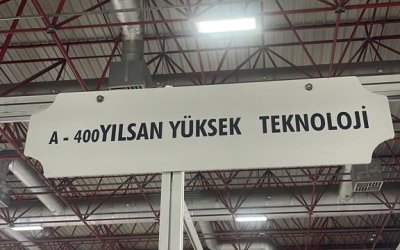 A - 400YILSAN YÜKSEK TEKNOLOJİ